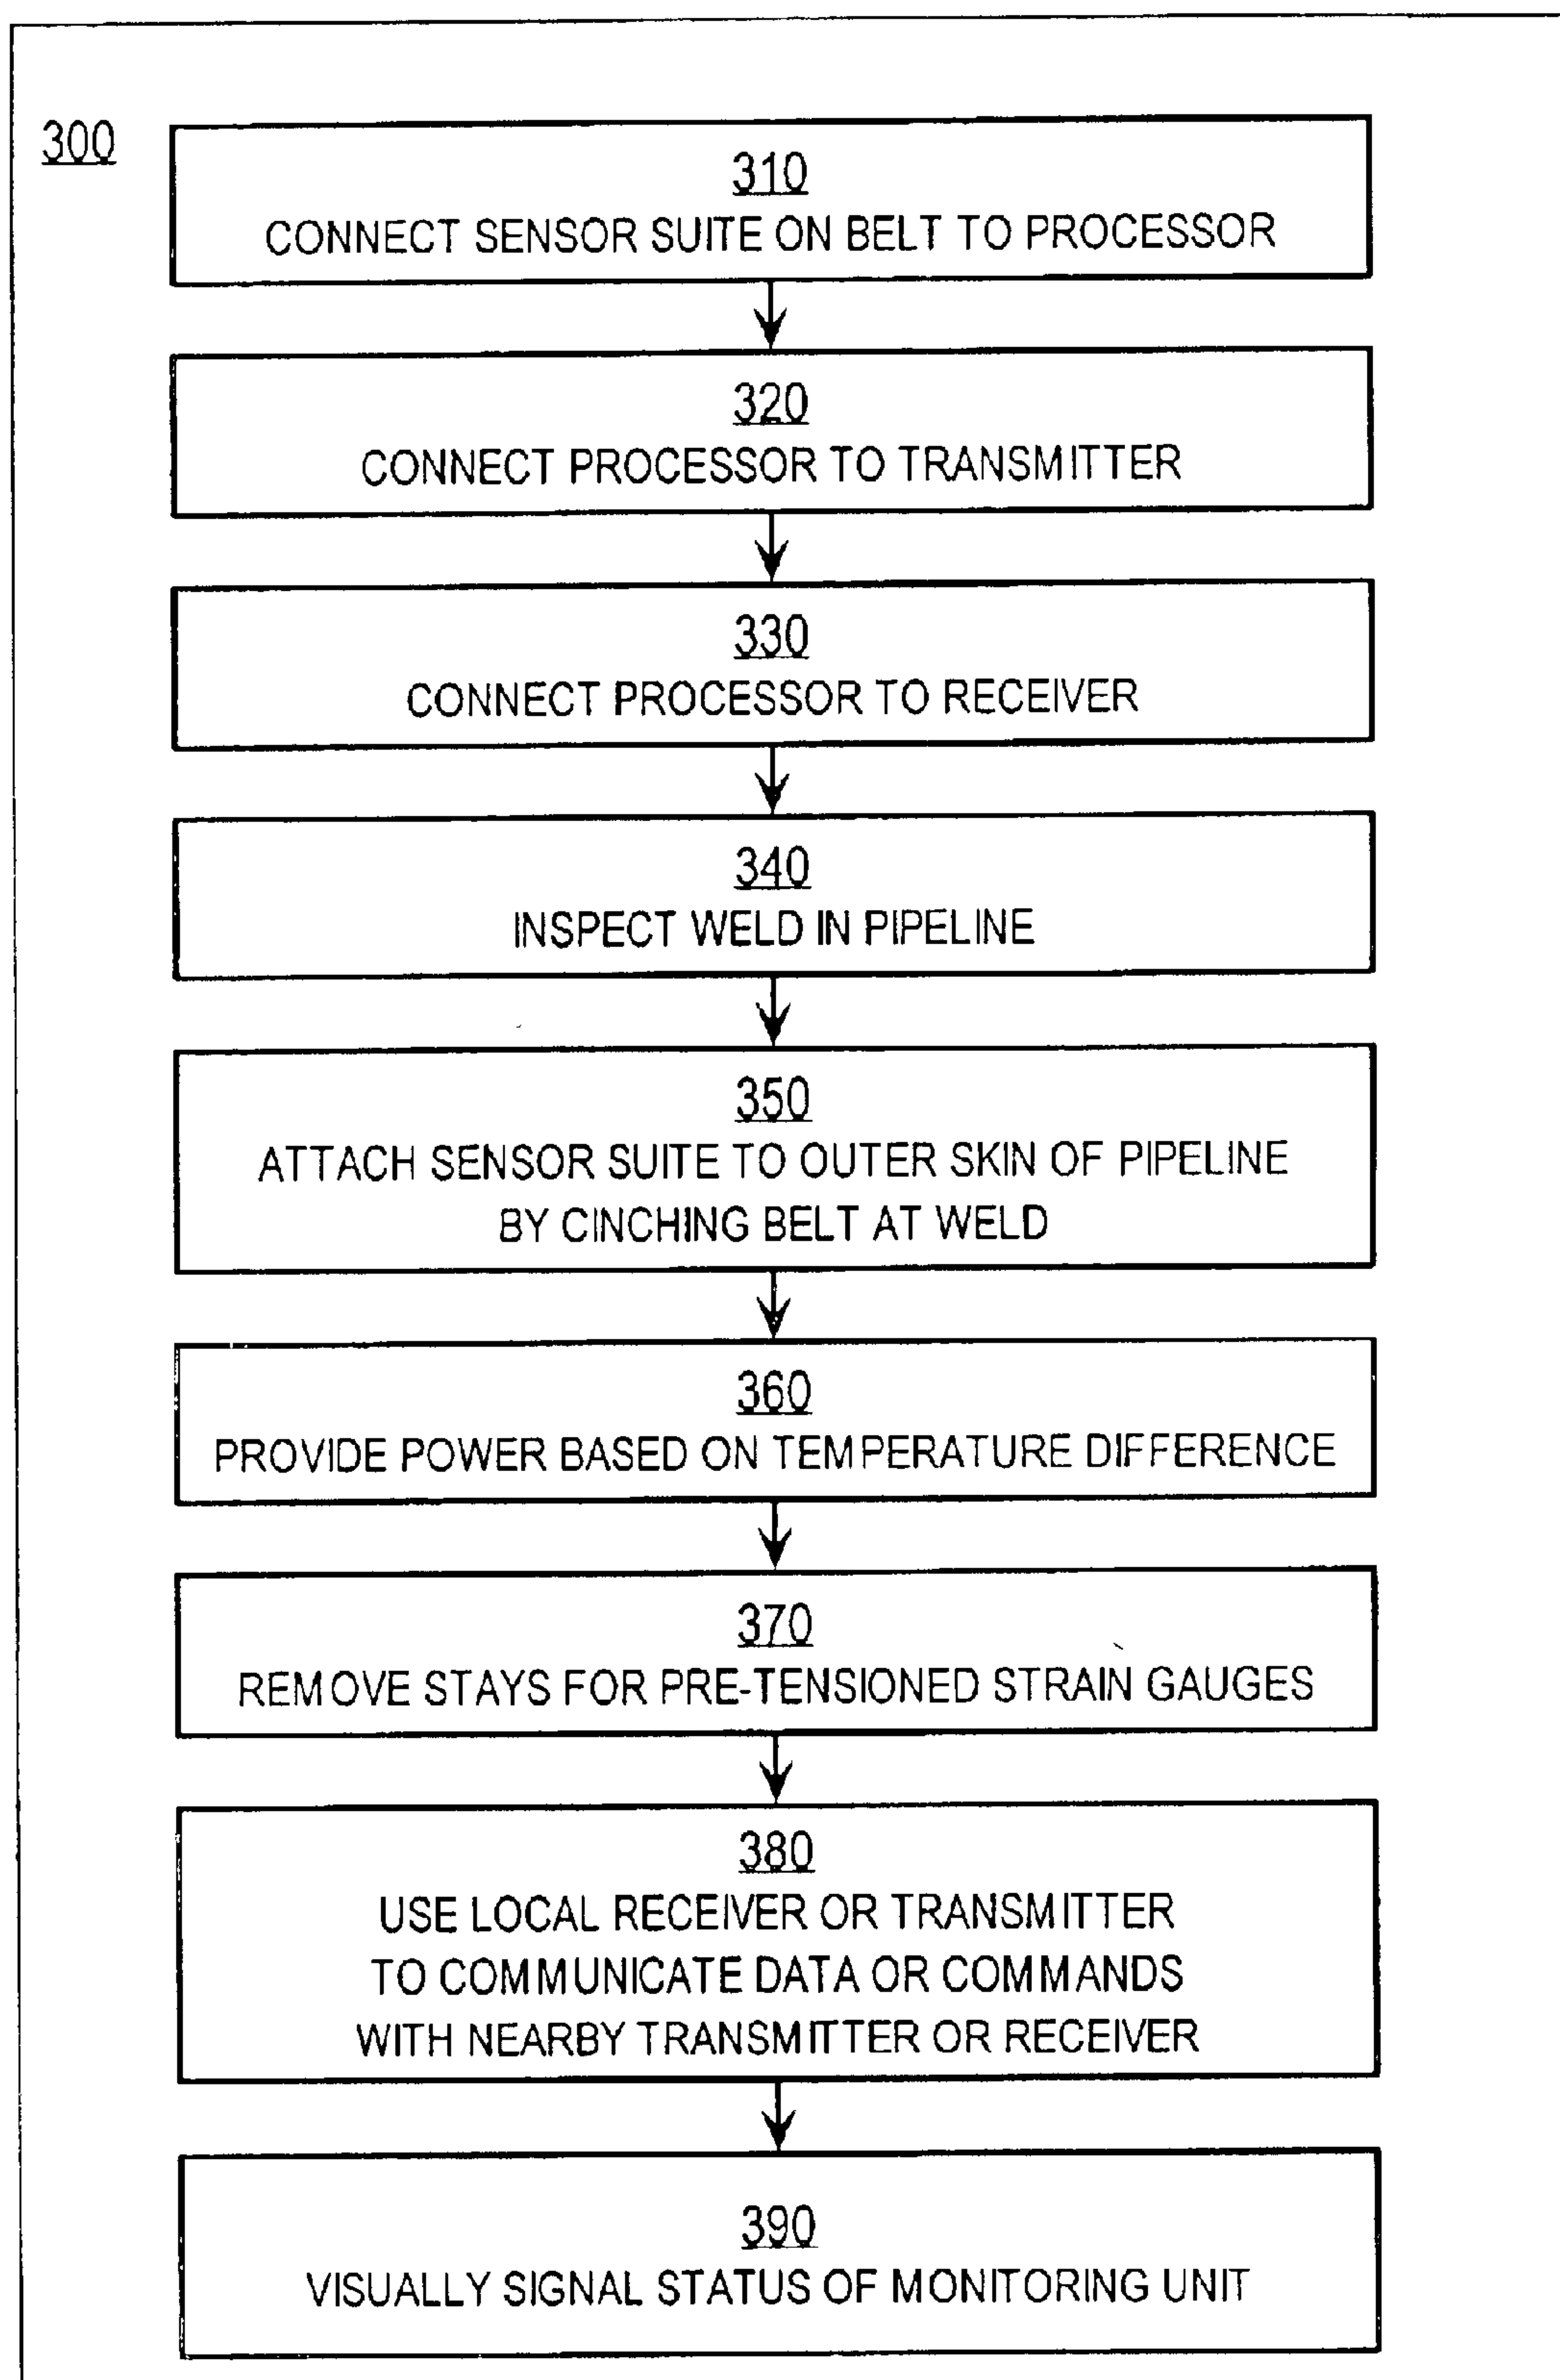 300
310
CONNECT SENSOR SUITE ON BELT TO PROCESSOR
320
CONNECT PROCESSOR TO TRANSMITTER
330
CONNECT PROCESSOR TO RECEIVER
340
INSPECT WELD IN PIPELINE
350
ATTACH SENSOR SUITE TO OUTER SKIN OF PIPELINE
BY CINCHING BELT AT WELD
360
PROVIDE POWER BASED ON TEMPERATURE DIFFERENCE
370
REMOVE STAYS FOR PRE-TENSIONED STRAIN GAUGES
380
USE LOCAL RECEIVER OR TRANSMITTER
TO COMMUNICATE DATA OR COMMANDS
WITH NEARBY TRANSMITTER OR RECEIVER
390
VISUALLY SIGNAL STATUS OF MONITORING UNIT